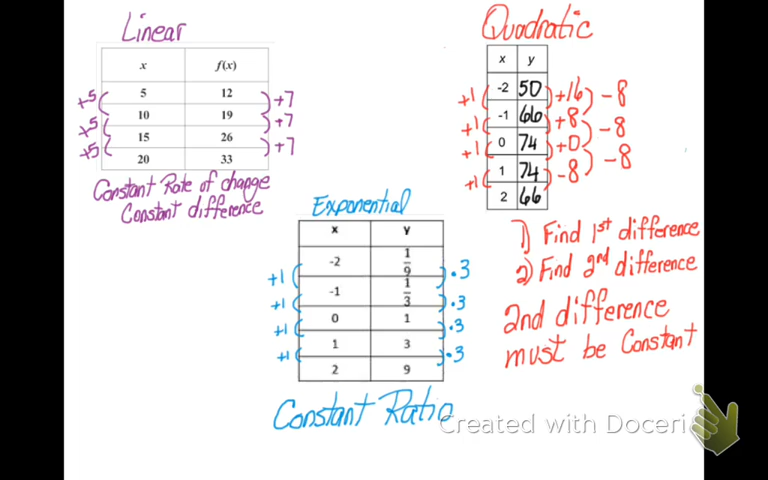 Linear
x f(x)
5 12
10 19
15 26
20 33
+5 +7
+5 +7
+5 +7
Constant Rate of change
Constant difference
Quadratic
x y
-2 50
-1 66
0 74
1 74
2 66
+1 +16 -8
+1 +8 -8
+1 +0 -8
+1 -8
1) Find 1st difference
2) Find 2nd difference
2nd difference
must be Constant
Exponential
x y
-2 1/9
-1 1/3
0 1
1 3
2 9
+1 ·3
+1 ·3
+1 ·3
+1 ·3
Constant Ratio
Created with Doceri